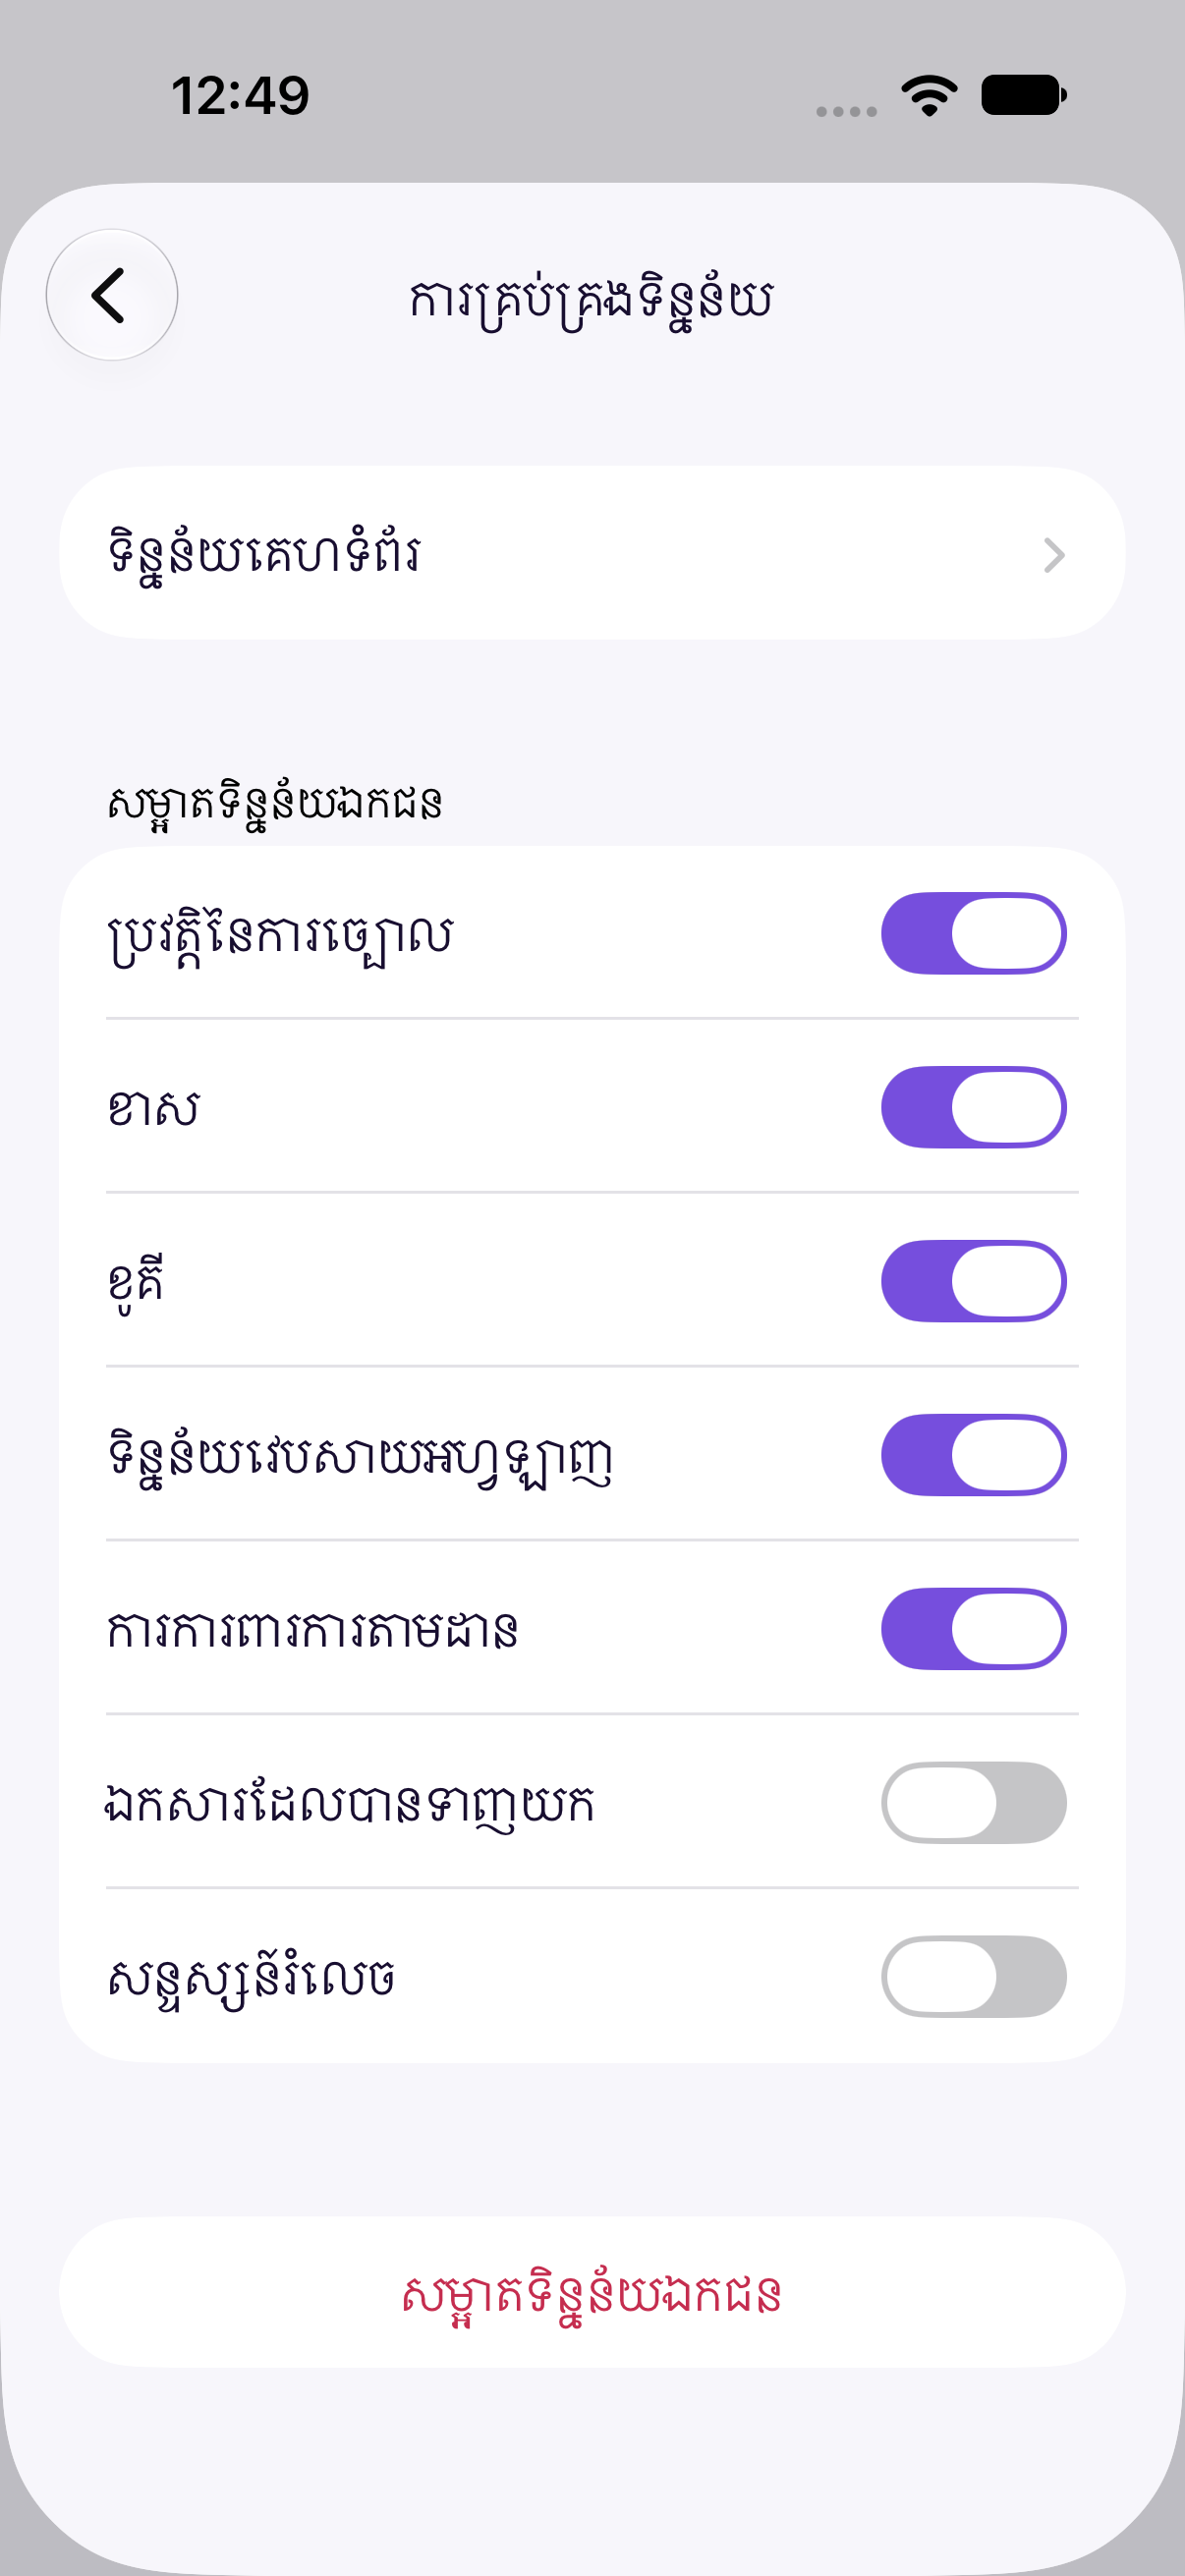 12:49
ការគ្រប់គ្រងទិន្នន័យ
ទិន្នន័យគេហទំព័រ
សម្អាតទិន្នន័យឯកជន
ប្រវត្តិនៃការច្បោល
ខាស
ខូគី
ទិន្នន័យវេបសាយអហ្វឡាញ
ការការពារការតាមដាន
ឯកសារដែលបានទាញយក
សន្ទុស្សន៍រំលេច
សម្អាតទិន្នន័យឯកជន